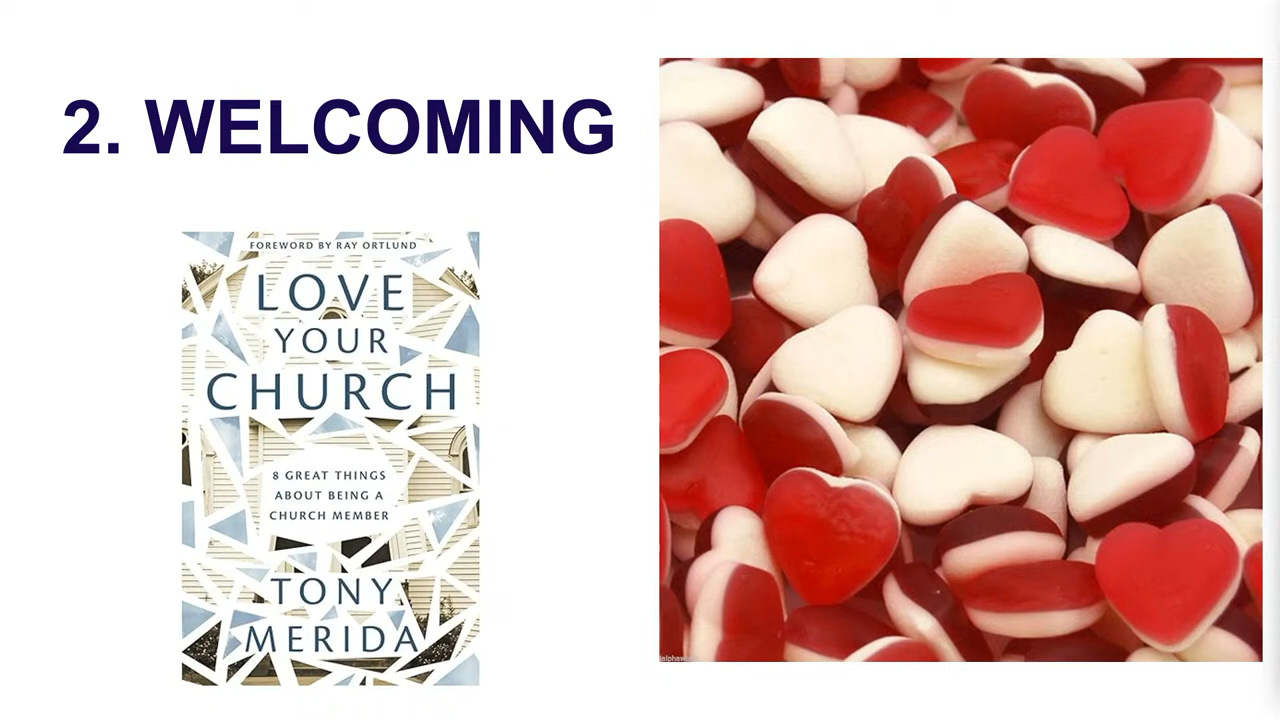 2. WELCOMING
FOREWORD BY RAY ORTLUND
LOVE
YOUR
CHURCH
8 GREAT THINGS
ABOUT BEING A
CHURCH MEMBER
TONY
MERIDA